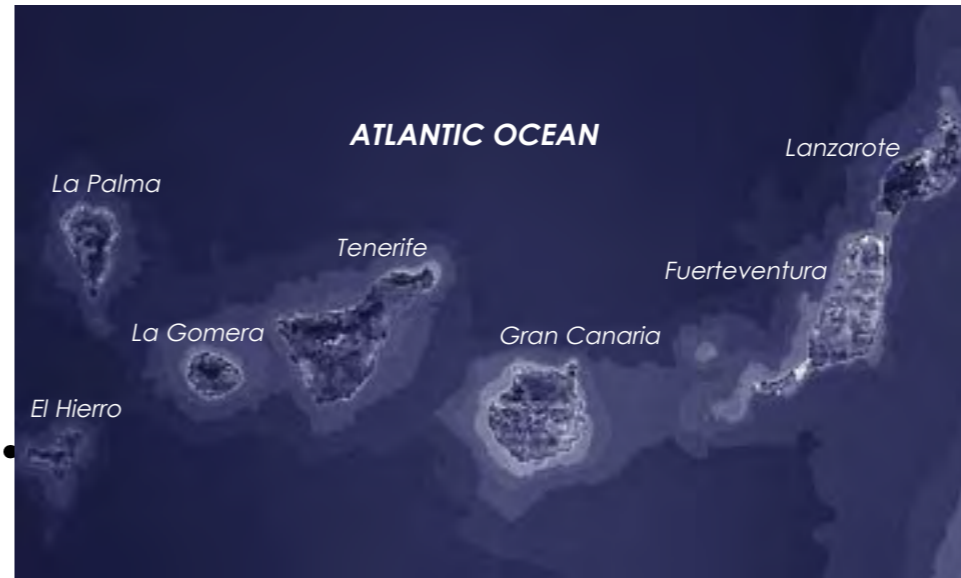 ATLANTIC OCEAN
Lanzarote
La Palma
Tenerife
Fuerteventura
La Gomera
Gran Canaria
El Hierro